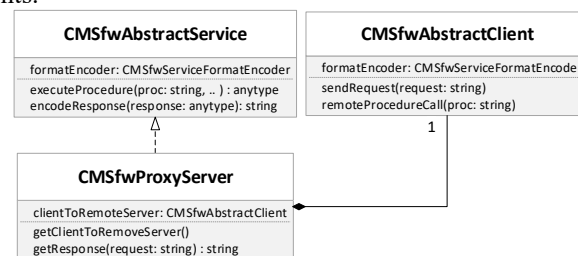 CMSfwAbstractService
formatEncoder: CMSfwServiceFormatEncoder
executeProcedure(proc: string, .. ) : anytype
encodeResponse(response: anytype): string
CMSfwAbstractClient
formatEncoder: CMSfwServiceFormatEncode
sendRequest(request: string)
remoteProcedureCall(proc: string)
1
CMSfwProxyServer
clientToRemoteServer: CMSfwAbstractClient
getClientToRemoveServer()
getResponse(request: string) : string